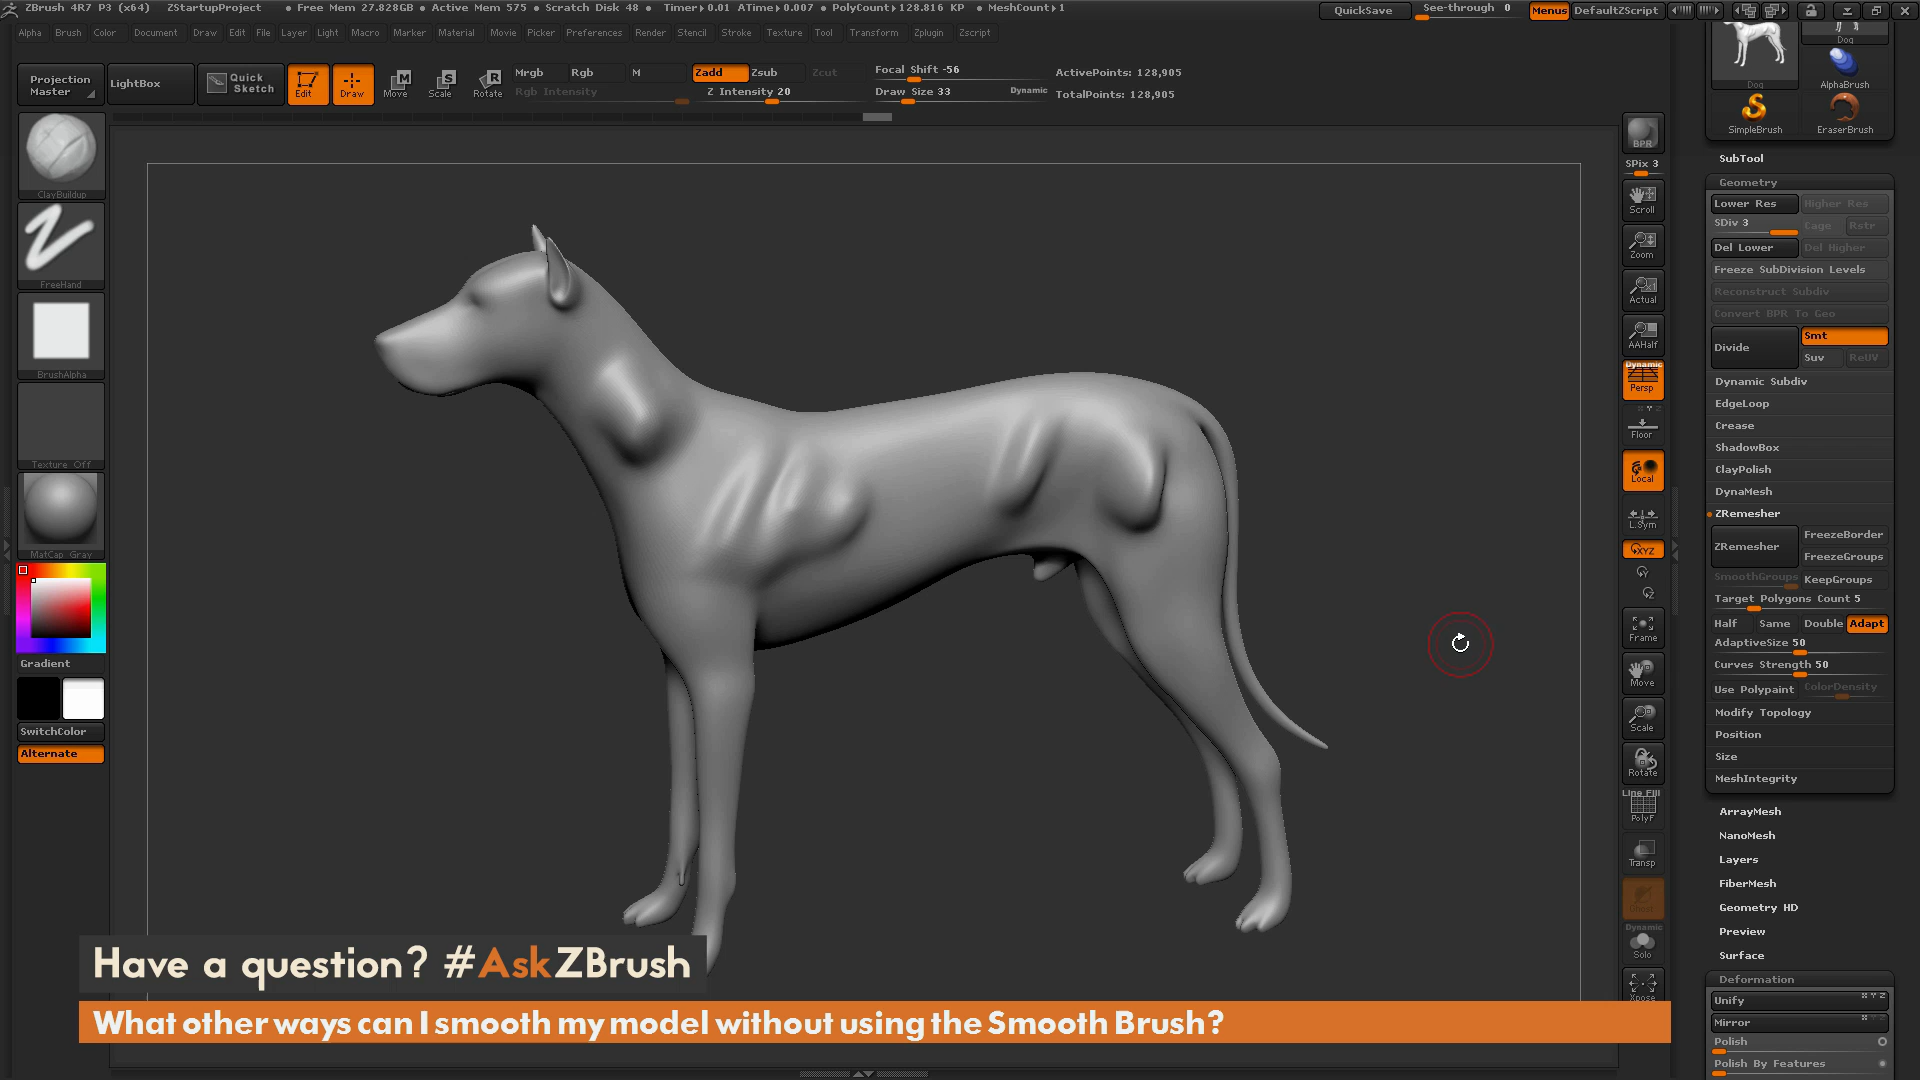 ZBrush 4R7 P3 (x64) ZStartupProject • Free Mem 27.828GB • Active Mem 575 • Scratch Disk 48 • Timer▸0.01 ATime▸0.007 • PolyCount▸128.816 KP • MeshCount▸1 QuickSave See-through 0 Menus DefaultZScript
Alpha Brush Color Document Draw Edit File Layer Light Macro Marker Material Movie Picker Preferences Render Stencil Stroke Texture Tool Transform Zplugin Zscript
Projection Master
LightBox
Quick Sketch
Edit
Draw
Move
Scale
Rotate
Mrgb Rgb M
Rgb Intensity
Zadd Zsub Zcut
Z Intensity 20
Focal Shift -56
Draw Size 33 Dynamic
ActivePoints: 128,905
TotalPoints: 128,905
ClayBuildup
FreeHand
BrushAlpha
Texture Off
MatCap Gray
Gradient
SwitchColor
Alternate
BPR
SPix 3
Scroll
Zoom
Actual
AAHalf
Dynamic
Persp
Floor
Local
L.Sym
XYZ
Frame
Move
Scale
Rotate
Line Fill
PolyF
Transp
Ghost
Dynamic
Solo
Xpose
Dog
Dog
AlphaBrush
SimpleBrush EraserBrush
SubTool
Geometry
Lower Res Higher Res
SDiv 3 Cage Rstr
Del Lower Del Higher
Freeze SubDivision Levels
Reconstruct Subdiv
Convert BPR To Geo
Divide Smt
Suv ReUV
Dynamic Subdiv
EdgeLoop
Crease
ShadowBox
ClayPolish
DynaMesh
ZRemesher
ZRemesher FreezeBorder
FreezeGroups
SmoothGroups KeepGroups
Target Polygons Count 5
Half Same Double Adapt
AdaptiveSize 50
Curves Strength 50
Use Polypaint ColorDensity
Modify Topology
Position
Size
MeshIntegrity
ArrayMesh
NanoMesh
Layers
FiberMesh
Geometry HD
Preview
Surface
Deformation
Unify
Mirror
Polish
Polish By Features
Have a question? #AskZBrush
What other ways can I smooth my model without using the Smooth Brush?